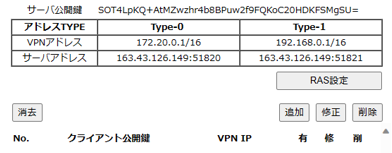 サーバ公開鍵 SOT4LpKQ+AtMZwzhr4b8BPuw2f9FQKoC20HDKFSMgSU=
アドレスTYPE Type-0 Type-1
VPNアドレス 172.20.0.1/16 192.168.0.1/16
サーバアドレス 163.43.126.149:51820 163.43.126.149:51821
RAS設定
消去 追加 修正 削除
No. クライアント公開鍵 VPN IP 有 修 削